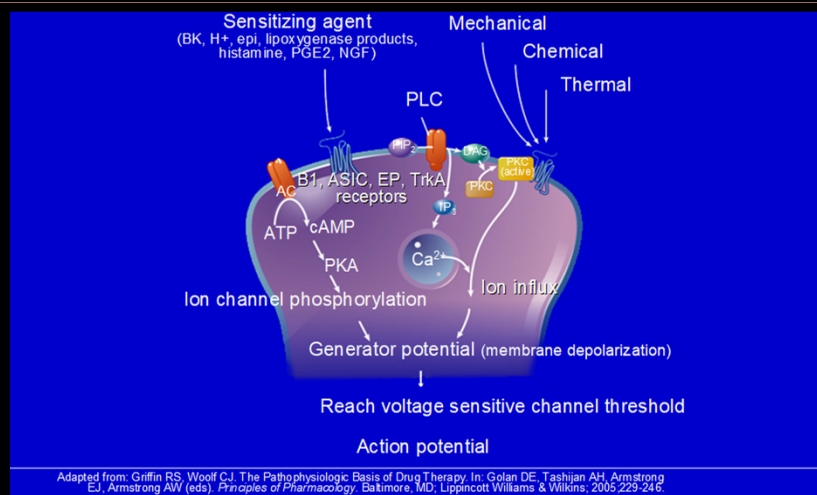 Sensitizing agent
(BK, H+, epi, lipoxygenase products,
histamine, PGE2, NGF)
Mechanical
Chemical
Thermal
PLC
PIP2
DAG
PKC
(active)
PKC
AC
B1, ASIC, EP, TrkA
receptors
IP3
ATP
cAMP
Ca2+
PKA
Ion influx
Ion channel phosphorylation
Generator potential (membrane depolarization)
Reach voltage sensitive channel threshold
Action potential
Adapted from: Griffin RS, Woolf CJ. The Pathophysiologic Basis of Drug Therapy. In: Golan DE, Tashijan AH, Armstrong
EJ, Armstrong AW (eds). Principles of Pharmacology. Baltimore, MD; Lippincott Williams & Wilkins; 2005;229-246.